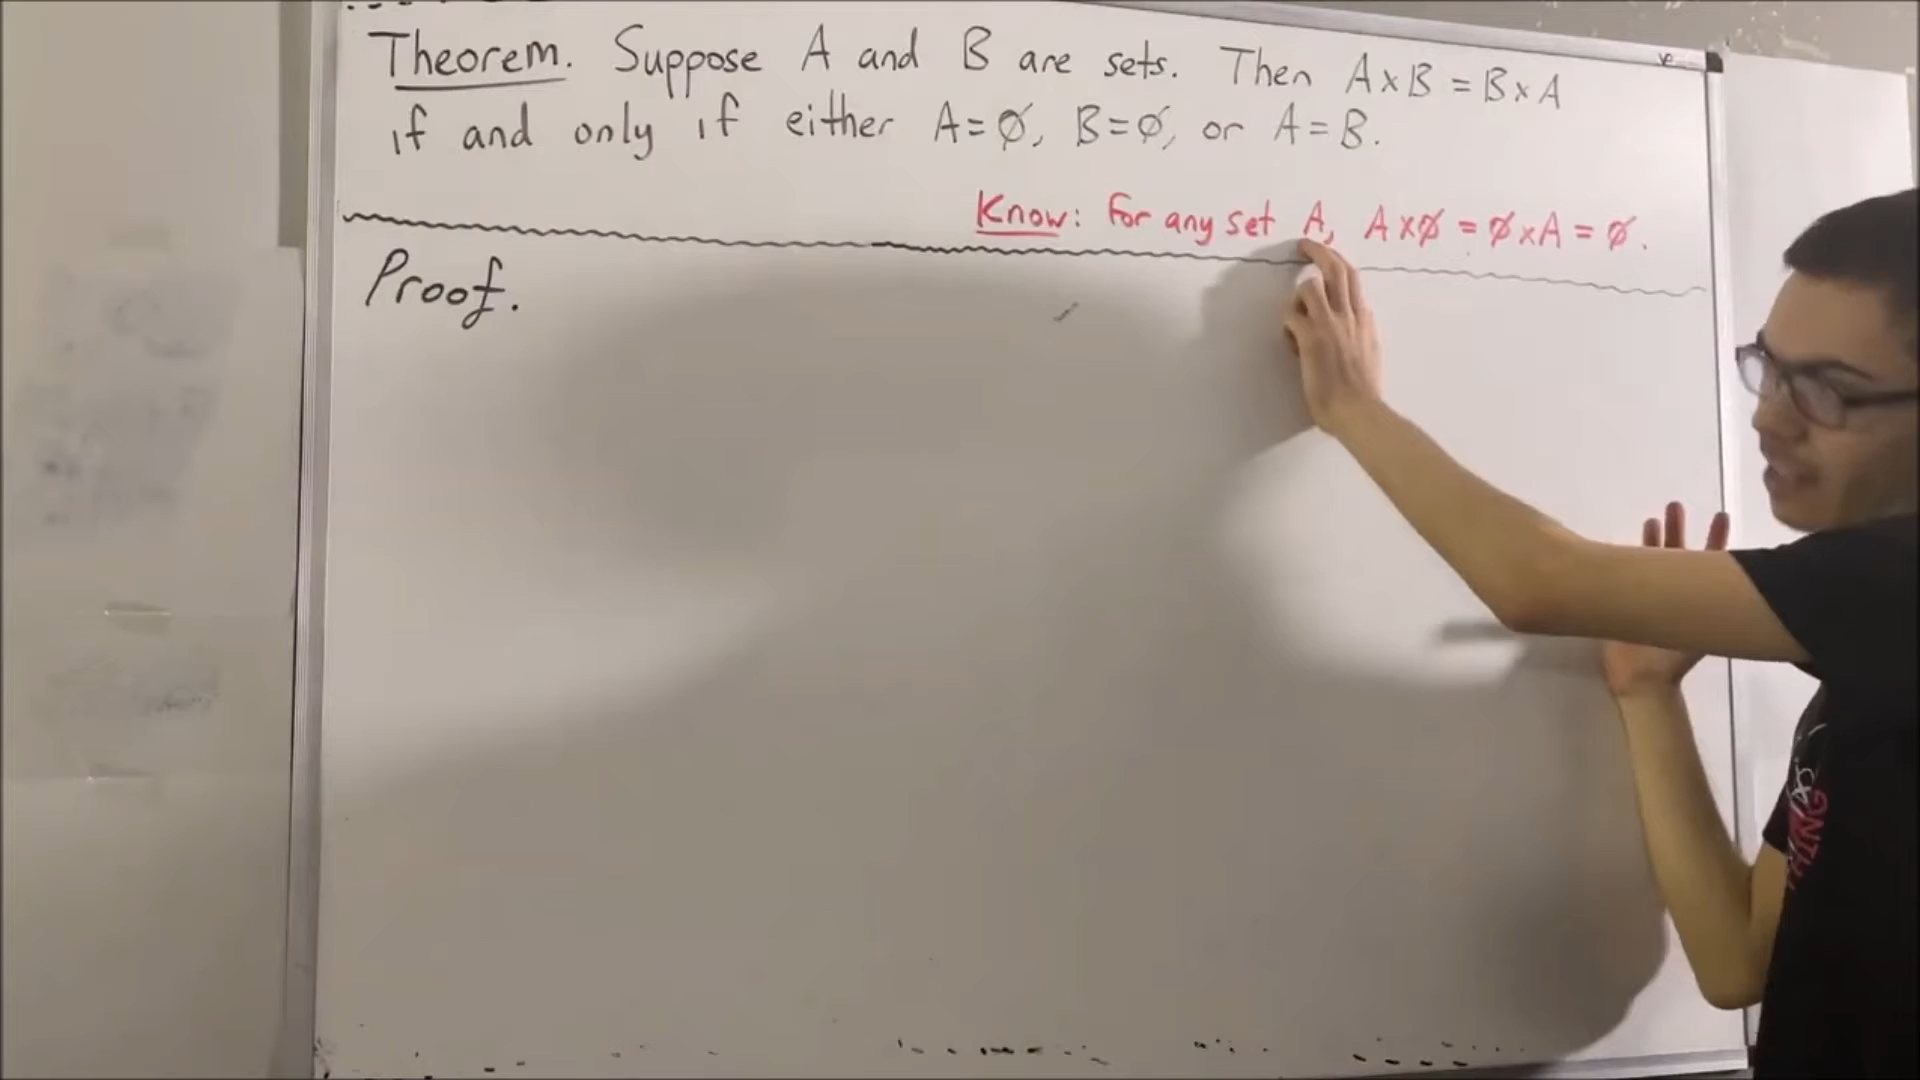 Theorem. Suppose A and B are sets. Then A×B = B×A
if and only if either A=∅, B=∅, or A=B.
Know: For any set A, A×∅ = ∅×A = ∅.
Proof.